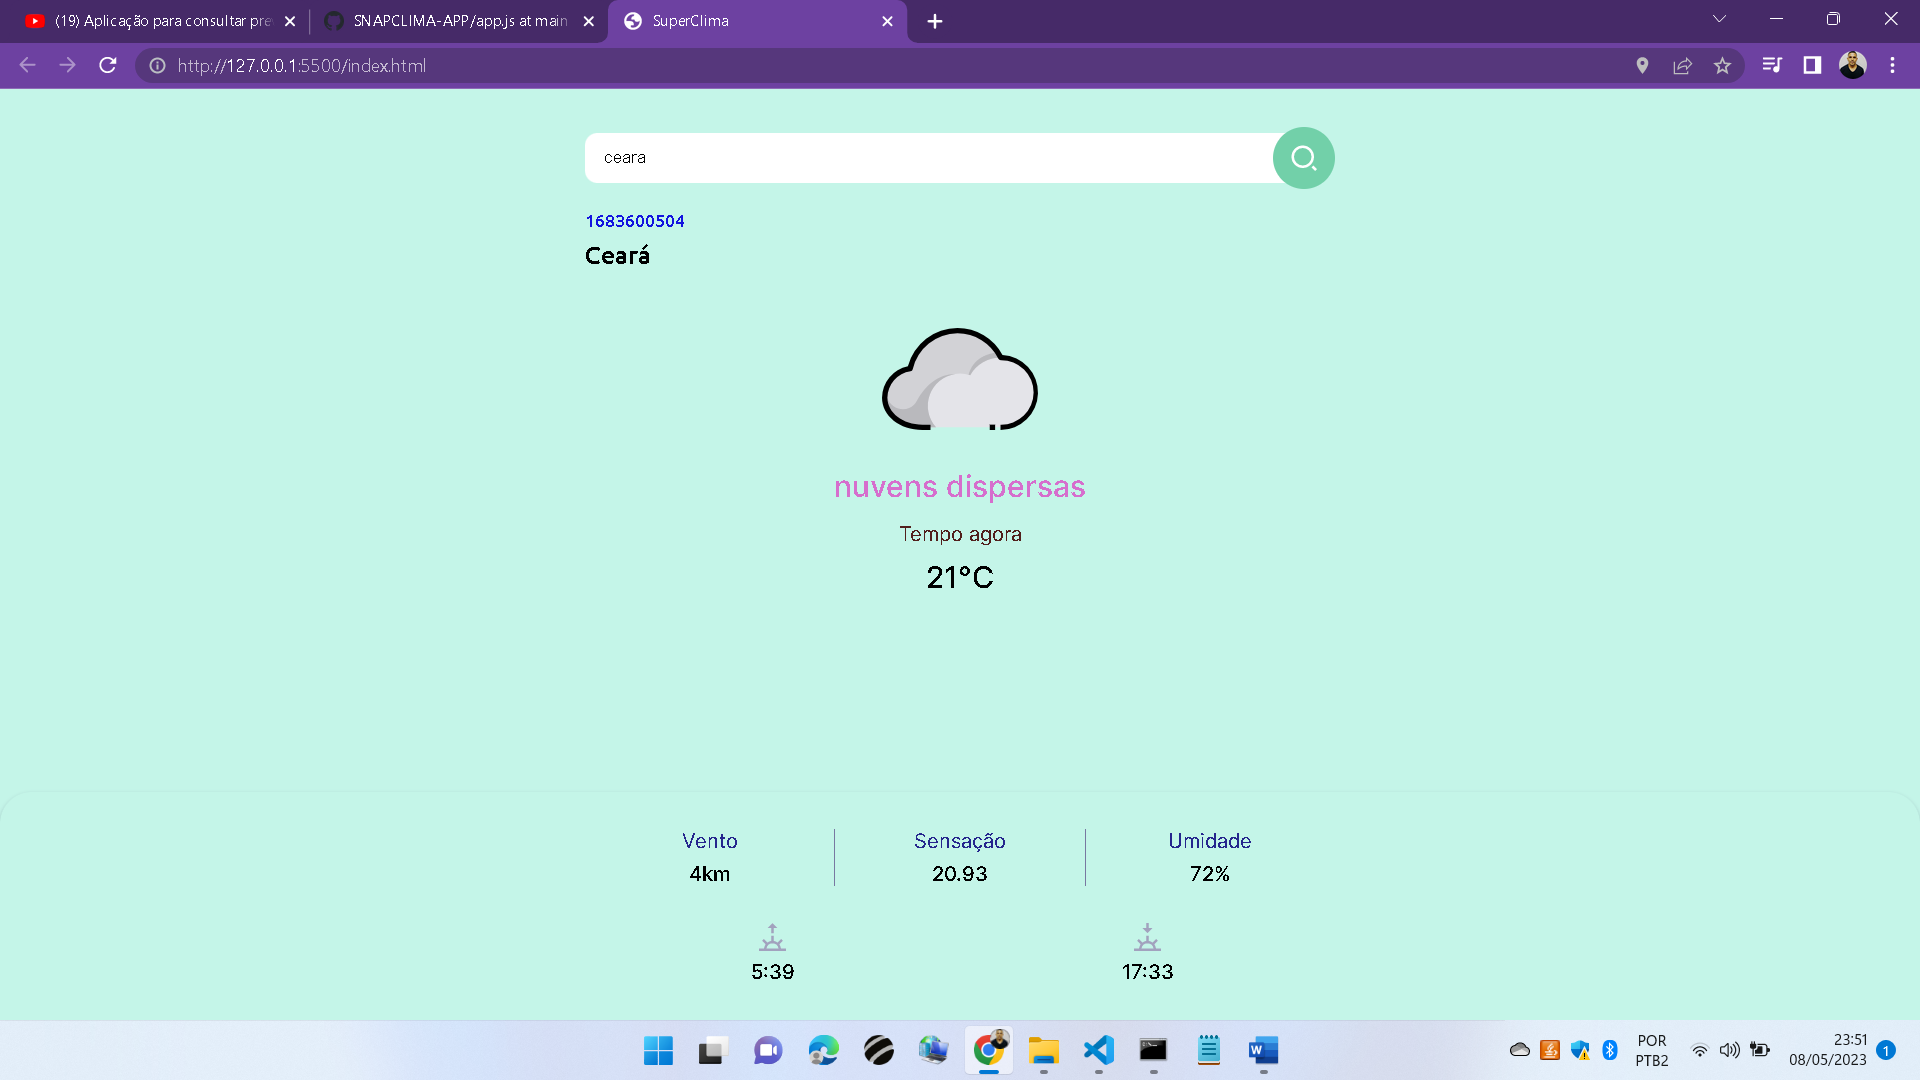 (19) Aplicação para consultar pre
SNAPCLIMA-APP/app.js at main
SuperClima
http://127.0.0.1:5500/index.html
ceara
1683600504
Ceará
nuvens dispersas
Tempo agora
21°C
Vento
4km
Sensação
20.93
Umidade
72%
5:39
17:33
POR
PTB2
23:51
08/05/2023
1